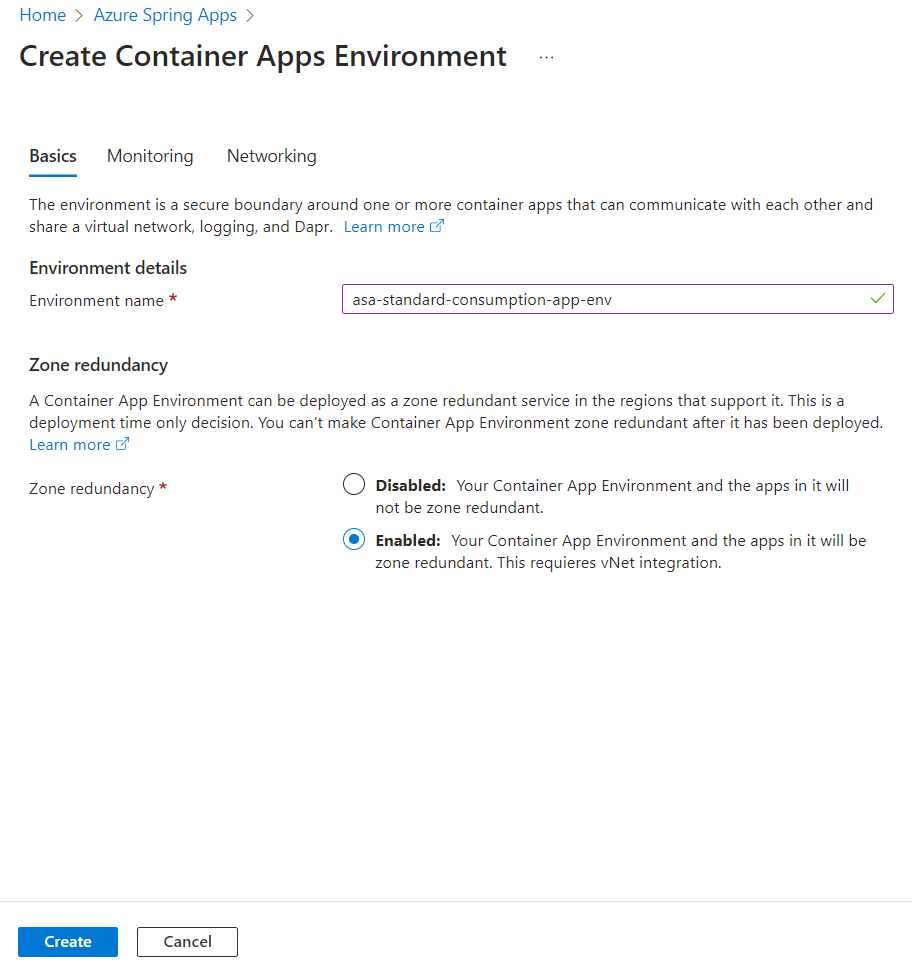 Home > Azure Spring Apps >
Create Container Apps Environment ...
Basics Monitoring Networking
The environment is a secure boundary around one or more container apps that can communicate with each other and
share a virtual network, logging, and Dapr. Learn more
Environment details
Environment name * asa-standard-consumption-app-env
Zone redundancy
A Container App Environment can be deployed as a zone redundant service in the regions that support it. This is a
deployment time only decision. You can't make Container App Environment zone redundant after it has been deployed.
Learn more
Zone redundancy *
Disabled: Your Container App Environment and the apps in it will
not be zone redundant.
Enabled: Your Container App Environment and the apps in it will be
zone redundant. This requieres vNet integration.
Create Cancel